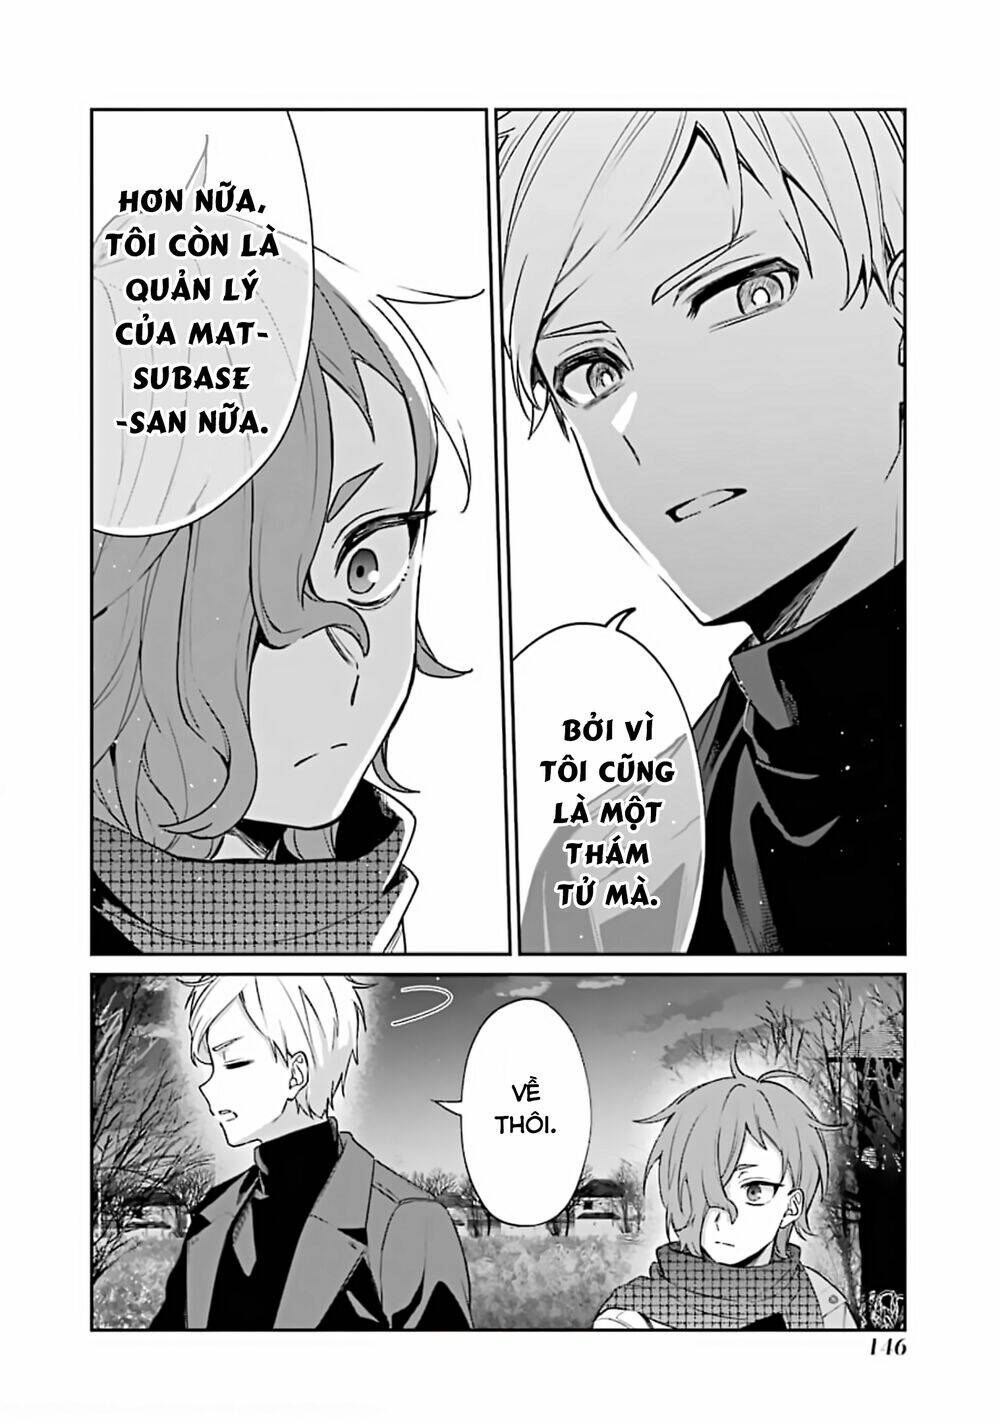 BỞI VÌ
TÔI CŨNG
LÀ MỘT
THÁM
TỬ MÀ.
HƠN NỮA,
TÔI CÒN LÀ
QUẢN LÝ
CỦA MAT-
SUBASE
-SAN NỮA.
VỀ
THÔI.
146